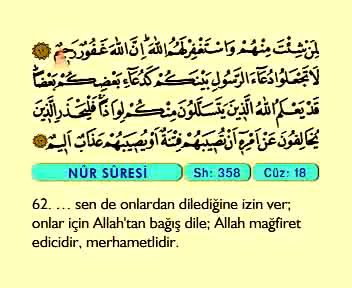 لِمَنْ شِئْتَ مِنْهُمْ وَاسْتَغْفِرْ لَهُمُ اللّٰهَ اِنَّ اللّٰهَ غَفُورٌ رَحٖيمٌ
لَا تَجْعَلُوا دُعَٓاءَ الرَّسُولِ بَيْنَكُمْ كَدُعَٓاءِ بَعْضِكُمْ بَعْضًا
قَدْ يَعْلَمُ اللّٰهُ الَّذٖينَ يَتَسَلَّلُونَ مِنْكُمْ لِوَاذًا فَلْيَحْذَرِ الَّذٖينَ
يُخَالِفُونَ عَنْ اَمْرِهٖٓ اَنْ تُصٖيبَهُمْ فِتْنَةٌ اَوْ يُصٖيبَهُمْ عَذَابٌ اَلٖيمٌ
NÛR SÛRESİ Sh: 358 Cüz: 18
62. ... sen de onlardan dilediğine izin ver;
onlar için Allah'tan bağış dile; Allah mağfiret
edicidir, merhametlidir.